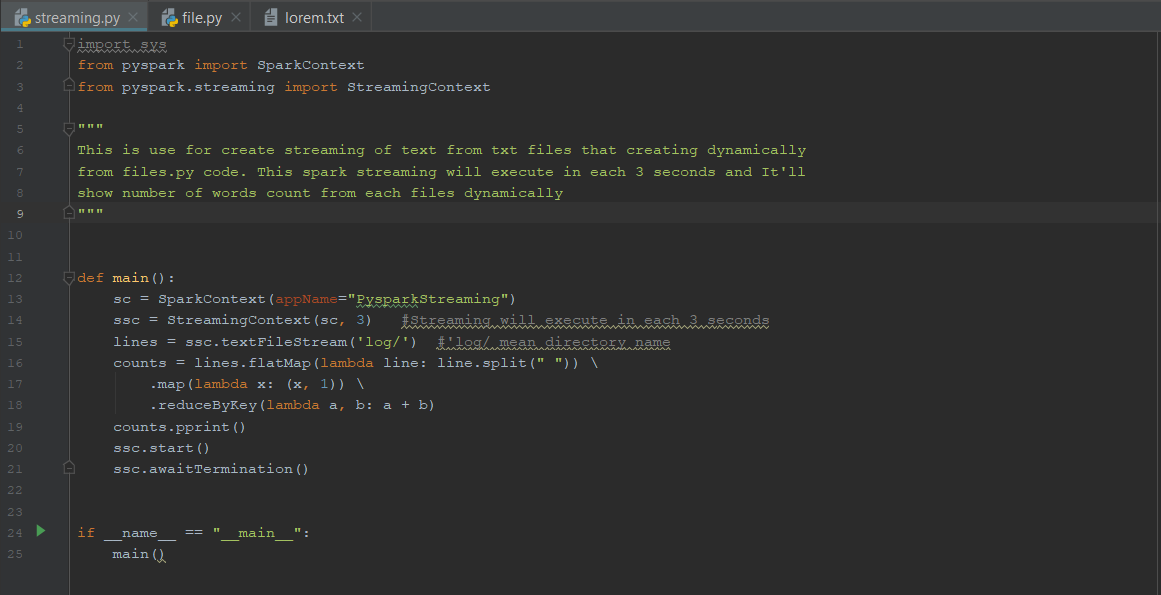 streaming.py file.py lorem.txt
1 import sys
2 from pyspark import SparkContext
3 from pyspark.streaming import StreamingContext
4
5 """
6 This is use for create streaming of text from txt files that creating dynamically
7 from files.py code. This spark streaming will execute in each 3 seconds and It'll
8 show number of words count from each files dynamically
9 """
10
11
12 def main():
13     sc = SparkContext(appName="PysparkStreaming")
14     ssc = StreamingContext(sc, 3)   #Streaming will execute in each 3 seconds
15     lines = ssc.textFileStream('log/')  #'log/ mean directory name
16     counts = lines.flatMap(lambda line: line.split(" ")) \
17         .map(lambda x: (x, 1)) \
18         .reduceByKey(lambda a, b: a + b)
19     counts.pprint()
20     ssc.start()
21     ssc.awaitTermination()
22
23
24 if __name__ == "__main__":
25     main()